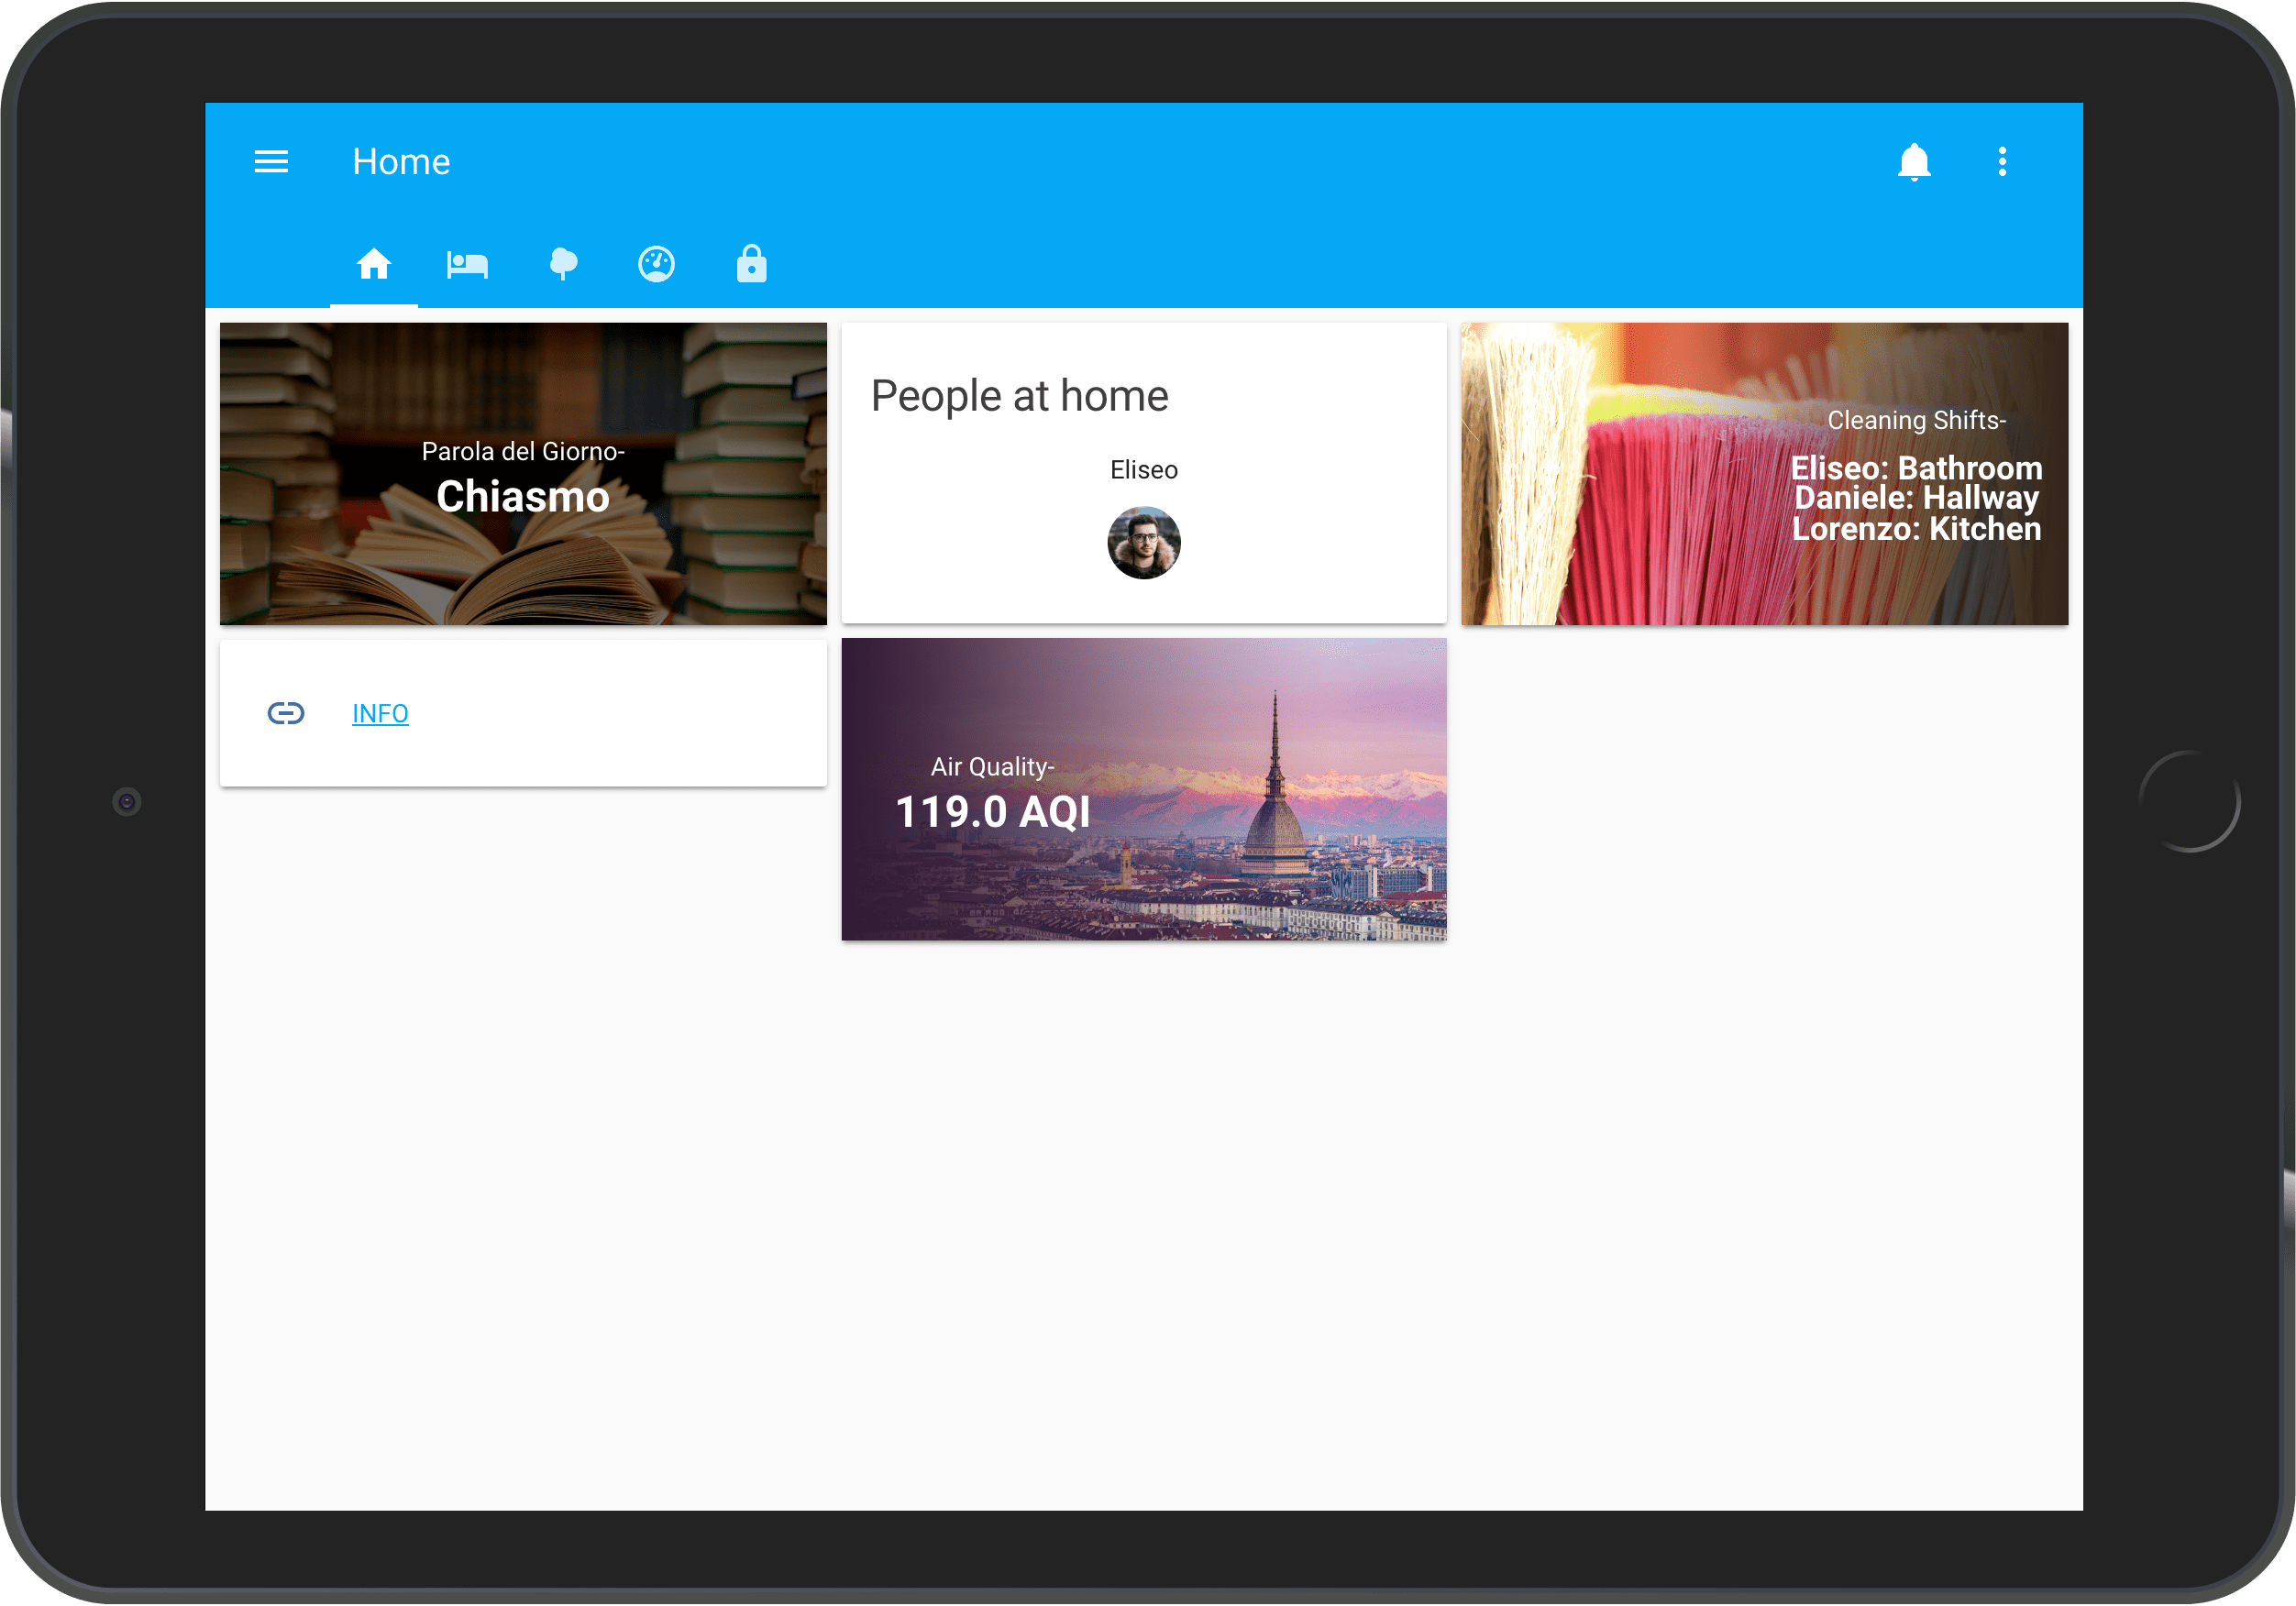 Home
Parola del Giorno-
Chiasmo
People at home
Eliseo
Cleaning Shifts-
Eliseo: Bathroom
Daniele: Hallway
Lorenzo: Kitchen
INFO
Air Quality-
119.0 AQI